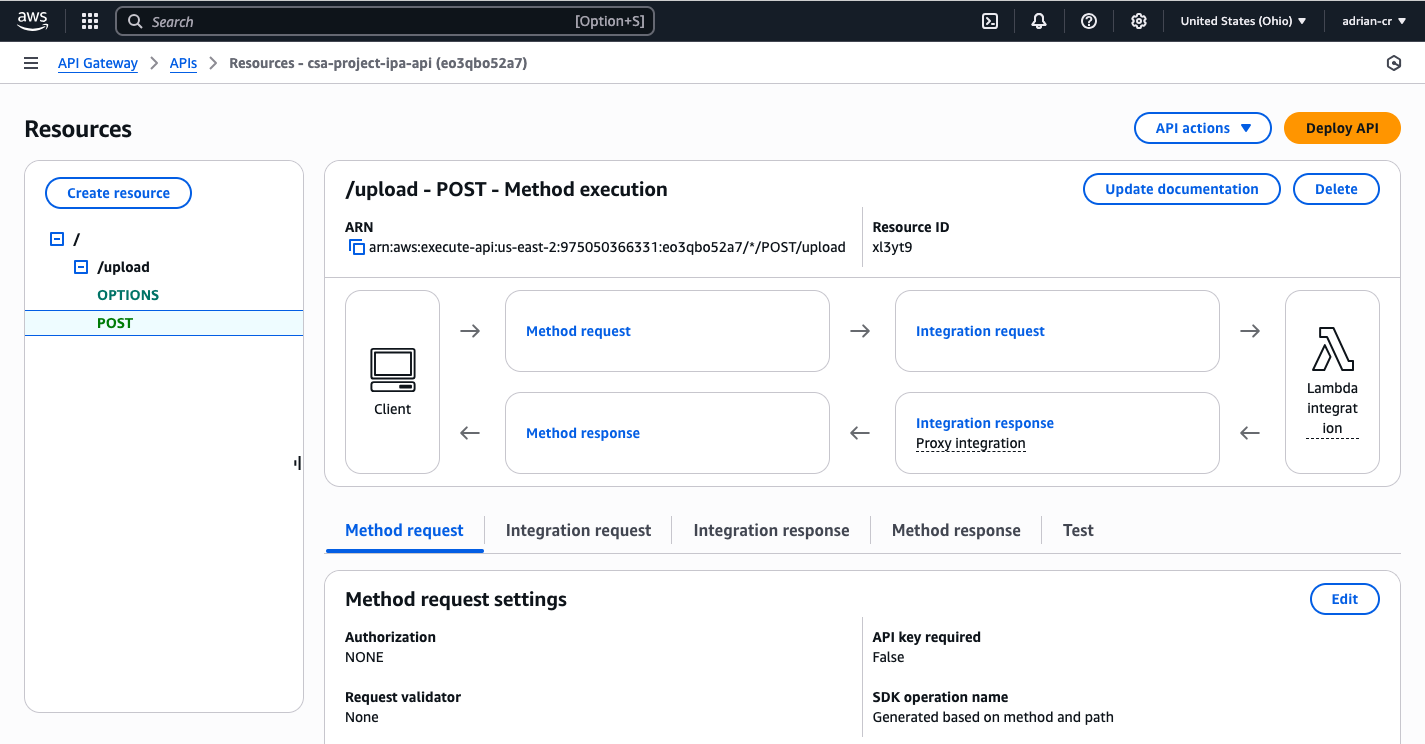 aws
Search [Option+S]
United States (Ohio) ▼
adrian-cr ▼
API Gateway > APIs > Resources - csa-project-ipa-api (eo3qbo52a7)
Resources
API actions ▼
Deploy API
Create resource
/
/upload
OPTIONS
POST
/upload - POST - Method execution
Update documentation
Delete
ARN
arn:aws:execute-api:us-east-2:975050366331:eo3qbo52a7/*/POST/upload
Resource ID
xl3yt9
Client
Method request
Integration request
Method response
Integration response
Proxy integration
Lambda
integrat
ion
Method request
Integration request
Integration response
Method response
Test
Method request settings
Edit
Authorization
NONE
API key required
False
Request validator
None
SDK operation name
Generated based on method and path